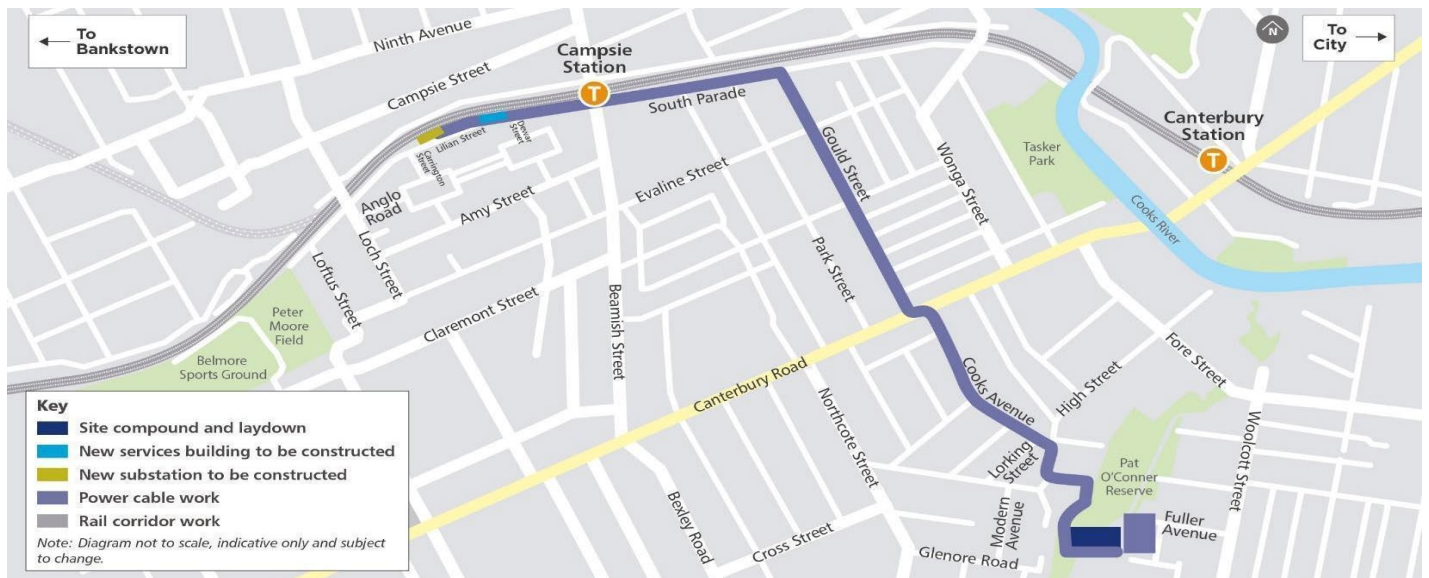 To
Bankstown
N
To
City
Ninth Avenue
Campsie
Station
T
Campsie Street
South Parade
Canterbury
Station
T
Lilian Street
Dewar
Street
Carrington
Street
Anglo
Road
Amy Street
Evaline Street
Gould Street
Wonga Street
Tasker
Park
Cooks River
Loch Street
Loftus Street
Park Street
Claremont Street
Beamish Street
Peter
Moore
Field
Belmore
Sports Ground
Canterbury Road
Cooks Avenue
High Street
Fore Street
Northcote Street
Woolcott Street
Lorking
Street
Pat
O'Conner
Reserve
Modern
Avenue
Fuller
Avenue
Bexley Road
Cross Street
Glenore Road
Key
Site compound and laydown
New services building to be constructed
New substation to be constructed
Power cable work
Rail corridor work
Note: Diagram not to scale, indicative only and subject
to change.